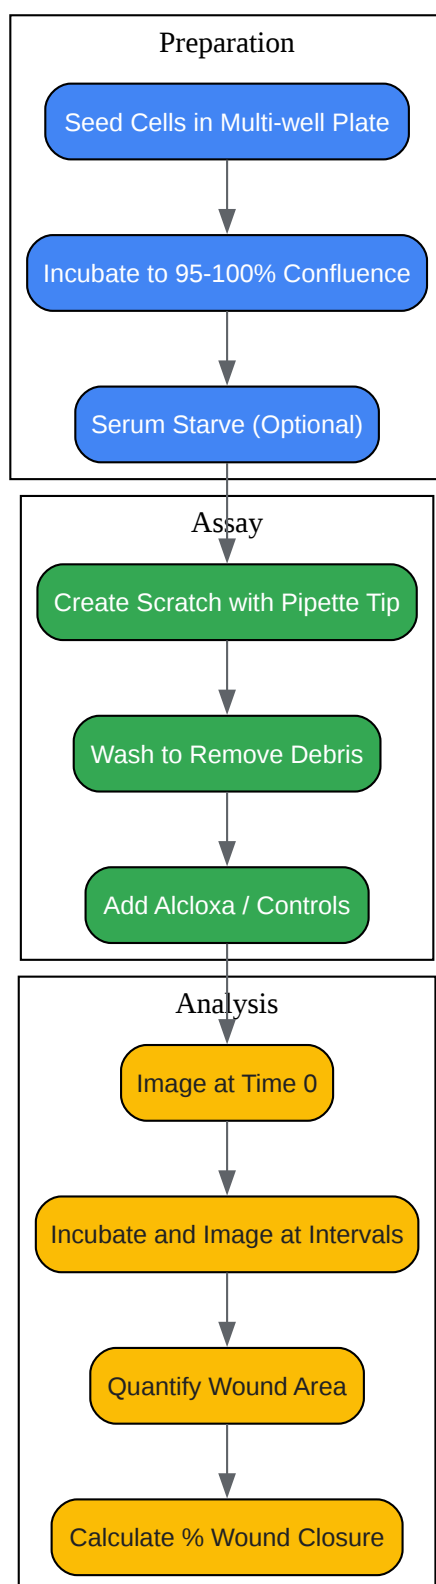 Preparation
Seed Cells in Multi-well Plate
Incubate to 95-100% Confluence
Serum Starve (Optional)
Assay
Create Scratch with Pipette Tip
Wash to Remove Debris
Add Alcloxa / Controls
Analysis
Image at Time 0
Incubate and Image at Intervals
Quantify Wound Area
Calculate % Wound Closure